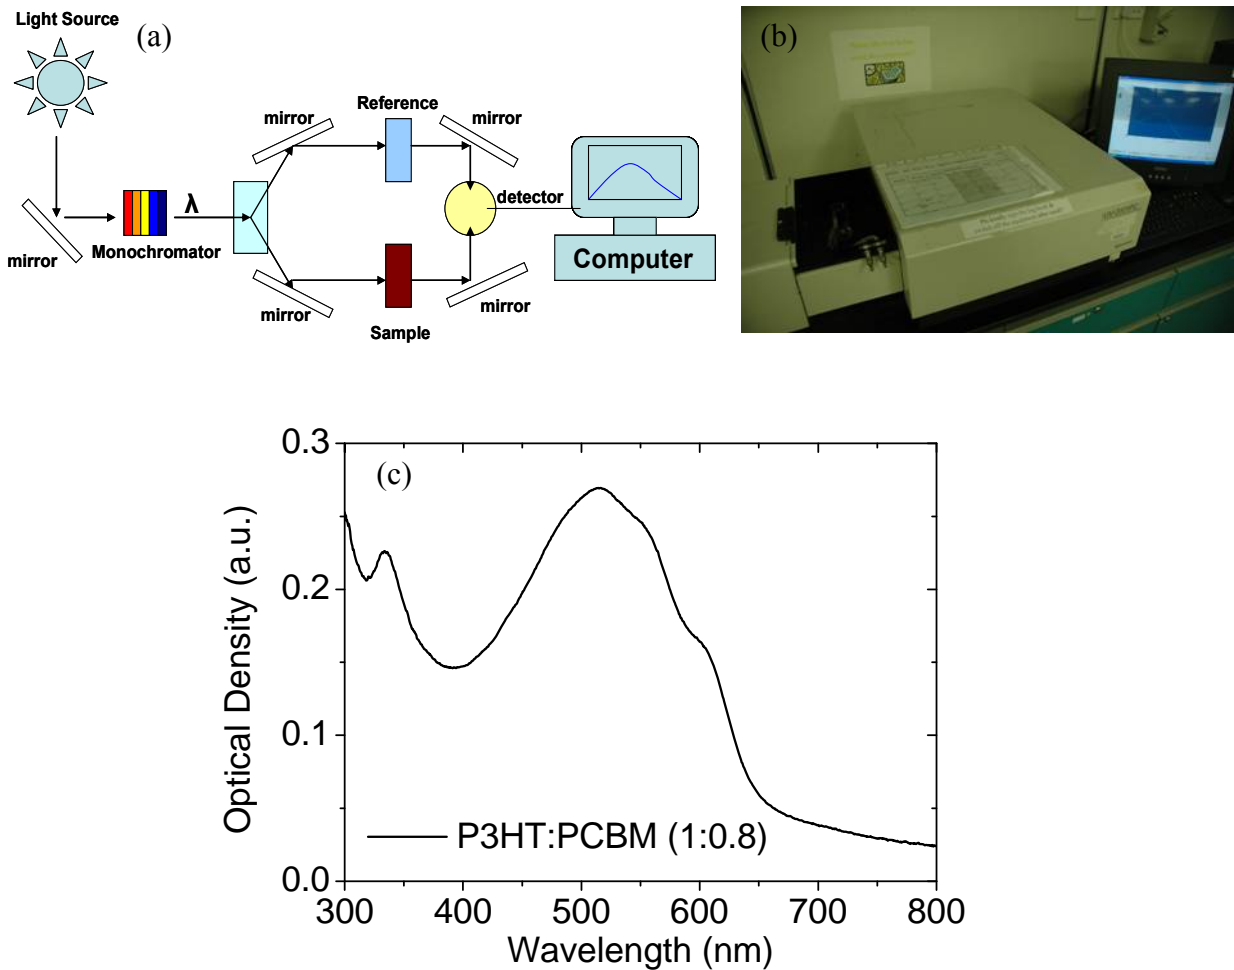 Light Source
(a)
mirror
Reference
mirror
λ
detector
mirror
Monochromator
Computer
mirror
mirror
Sample
(b)
0.3
(c)
0.2
0.1
0.0
Optical Density (a.u.)
P3HT:PCBM (1:0.8)
300 400 500 600 700 800
Wavelength (nm)